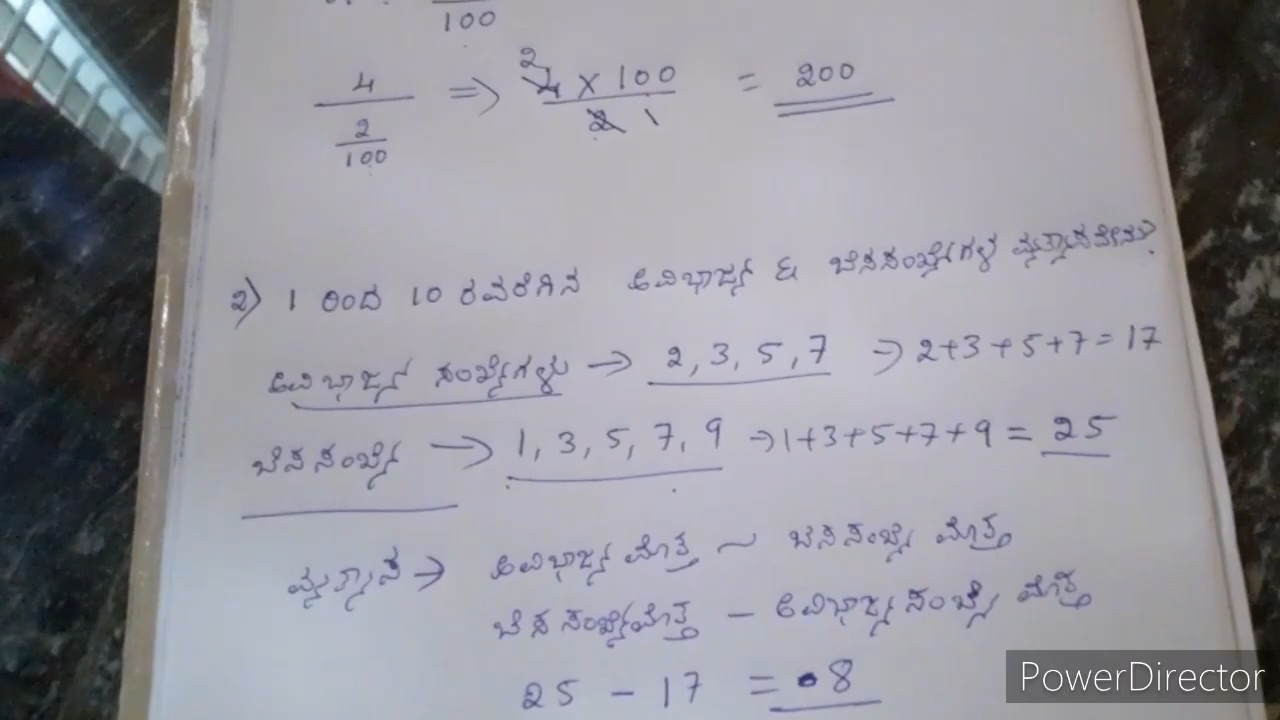 100
4 / 2/100 => 4 2 x 100 / 2 1 = 200
2) 1 ರಿಂದ 10 ರವರೆಗಿನ ಅವಿಭಾಜ್ಯ & ಬೆಸಸಂಖ್ಯೆಗಳ ವ್ಯತ್ಯಾಸವೇನು?
ಅವಿಭಾಜ್ಯ ಸಂಖ್ಯೆಗಳು → 2, 3, 5, 7 → 2+3+5+7=17
ಬೆಸಸಂಖ್ಯೆ → 1, 3, 5, 7, 9 → 1+3+5+7+9 = 25
ವ್ಯತ್ಯಾಸ → ಅವಿಭಾಜ್ಯ ಮೊತ್ತ ~ ಬೆಸಸಂಖ್ಯೆ ಮೊತ್ತ
ಬೆಸ ಸಂಖ್ಯೆಮೊತ್ತ – ಅವಿಭಾಜ್ಯ ಸಂಖ್ಯೆ ಮೊತ್ತ
25 – 17 = 8
PowerDirector